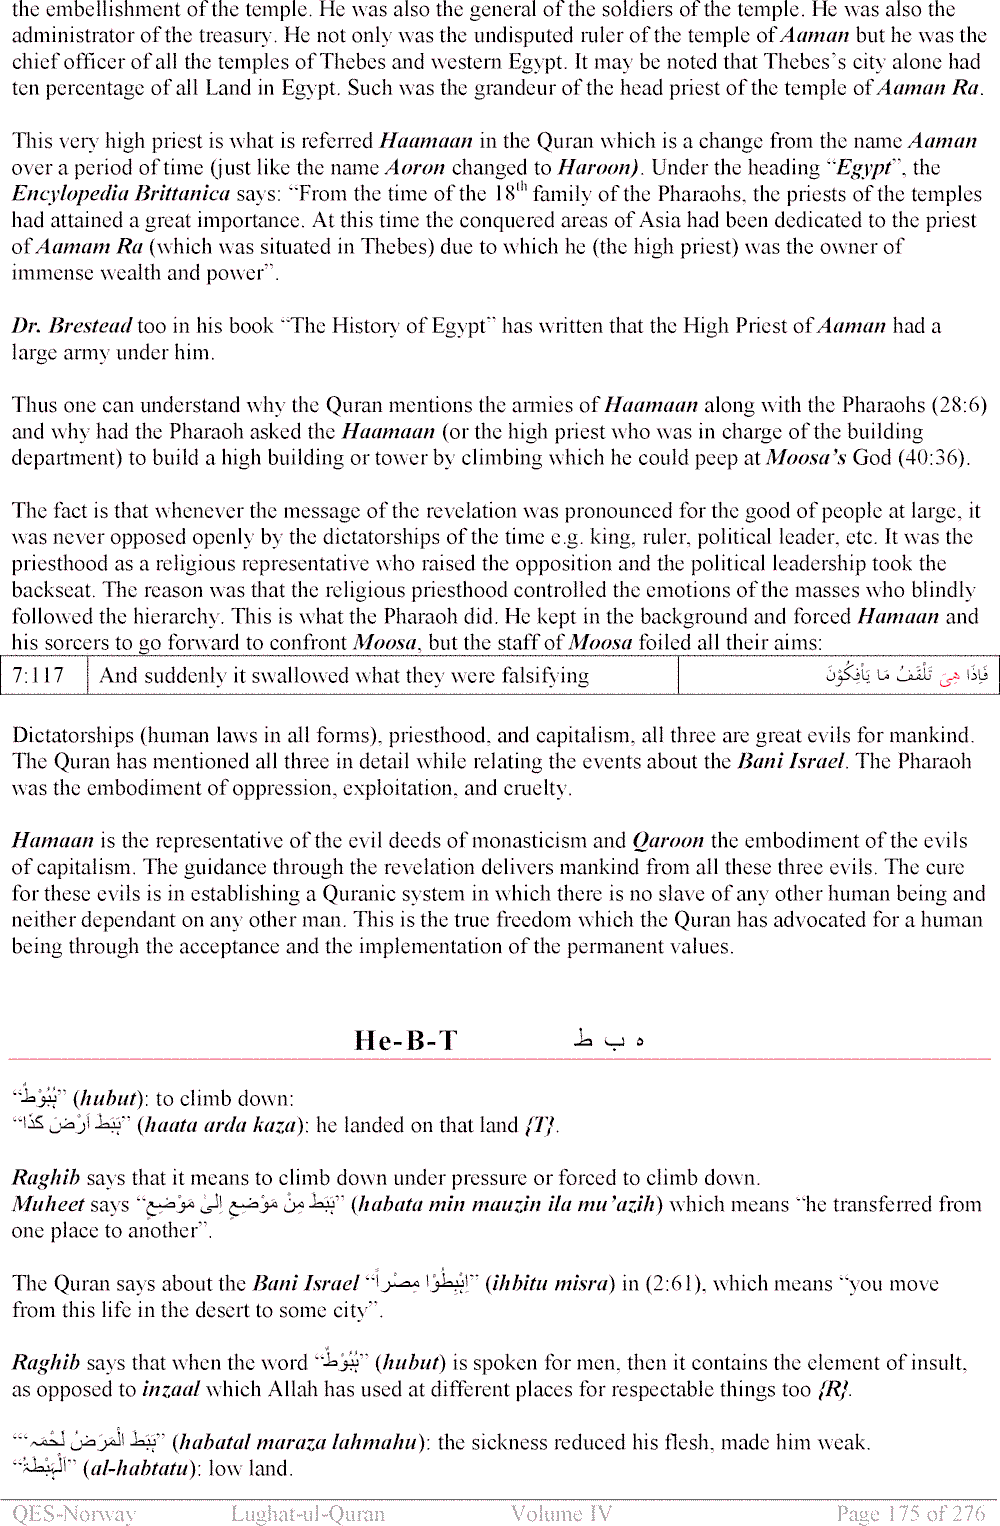 the embellishment of the temple. He was also the general of the soldiers of the temple. He was also the
administrator of the treasury. He not only was the undisputed ruler of the temple of Aaman but he was the
chief officer of all the temples of Thebes and western Egypt. It may be noted that Thebes's city alone had
ten percentage of all Land in Egypt. Such was the grandeur of the head priest of the temple of Aaman Ra.
This very high priest is what is referred Haamaan in the Quran which is a change from the name Aaman
over a period of time (just like the name Aoron changed to Haroon). Under the heading “Egypt”, the
Encylopedia Brittanica says: “From the time of the 18th family of the Pharaohs, the priests of the temples
had attained a great importance. At this time the conquered areas of Asia had been dedicated to the priest
of Aamam Ra (which was situated in Thebes) due to which he (the high priest) was the owner of
immense wealth and power”.
Dr. Brestead too in his book “The History of Egypt” has written that the High Priest of Aaman had a
large army under him.
Thus one can understand why the Quran mentions the armies of Haamaan along with the Pharaohs (28:6)
and why had the Pharaoh asked the Haamaan (or the high priest who was in charge of the building
department) to build a high building or tower by climbing which he could peep at Moosa's God (40:36).
The fact is that whenever the message of the revelation was pronounced for the good of people at large, it
was never opposed openly by the dictatorships of the time e.g. king, ruler, political leader, etc. It was the
priesthood as a religious representative who raised the opposition and the political leadership took the
backseat. The reason was that the religious priesthood controlled the emotions of the masses who blindly
followed the hierarchy. This is what the Pharaoh did. He kept in the background and forced Hamaan and
his sorcers to go forward to confront Moosa, but the staff of Moosa foiled all their aims:
7:117 And suddenly it swallowed what they were falsifying فَاِذَا هِىَ تَلْقَفُ مَا يَاْفِكُوْنَ
Dictatorships (human laws in all forms), priesthood, and capitalism, all three are great evils for mankind.
The Quran has mentioned all three in detail while relating the events about the Bani Israel. The Pharaoh
was the embodiment of oppression, exploitation, and cruelty.
Hamaan is the representative of the evil deeds of monasticism and Qaroon the embodiment of the evils
of capitalism. The guidance through the revelation delivers mankind from all these three evils. The cure
for these evils is in establishing a Quranic system in which there is no slave of any other human being and
neither dependant on any other man. This is the true freedom which the Quran has advocated for a human
being through the acceptance and the implementation of the permanent values.
He-B-T ه ب ط
“هُبُوْطٌ” (hubut): to climb down:
“هَبَطَ اَرْضَ كَذَا” (haata arda kaza): he landed on that land {T}.
Raghib says that it means to climb down under pressure or forced to climb down.
Muheet says “هَبَطَ مِنْ مَوْضِعٍ اِلىٰ مَوْضِعٍ” (habata min mauzin ila mu'azih) which means “he transferred from
one place to another”.
The Quran says about the Bani Israel “اِهْبِطُوْا مِصْراً” (ihbitu misra) in (2:61), which means “you move
from this life in the desert to some city”.
Raghib says that when the word “هُبُوْطٌ” (hubut) is spoken for men, then it contains the element of insult,
as opposed to inzaal which Allah has used at different places for respectable things too {R}.
““هَبَطَ الْمَرَضُ لَحْمَہ” (habatal maraza lahmahu): the sickness reduced his flesh, made him weak.
“اَلْهَبْطَۃُ” (al-habtatu): low land.
QES-Norway Lughat-ul-Quran Volume IV Page 175 of 276